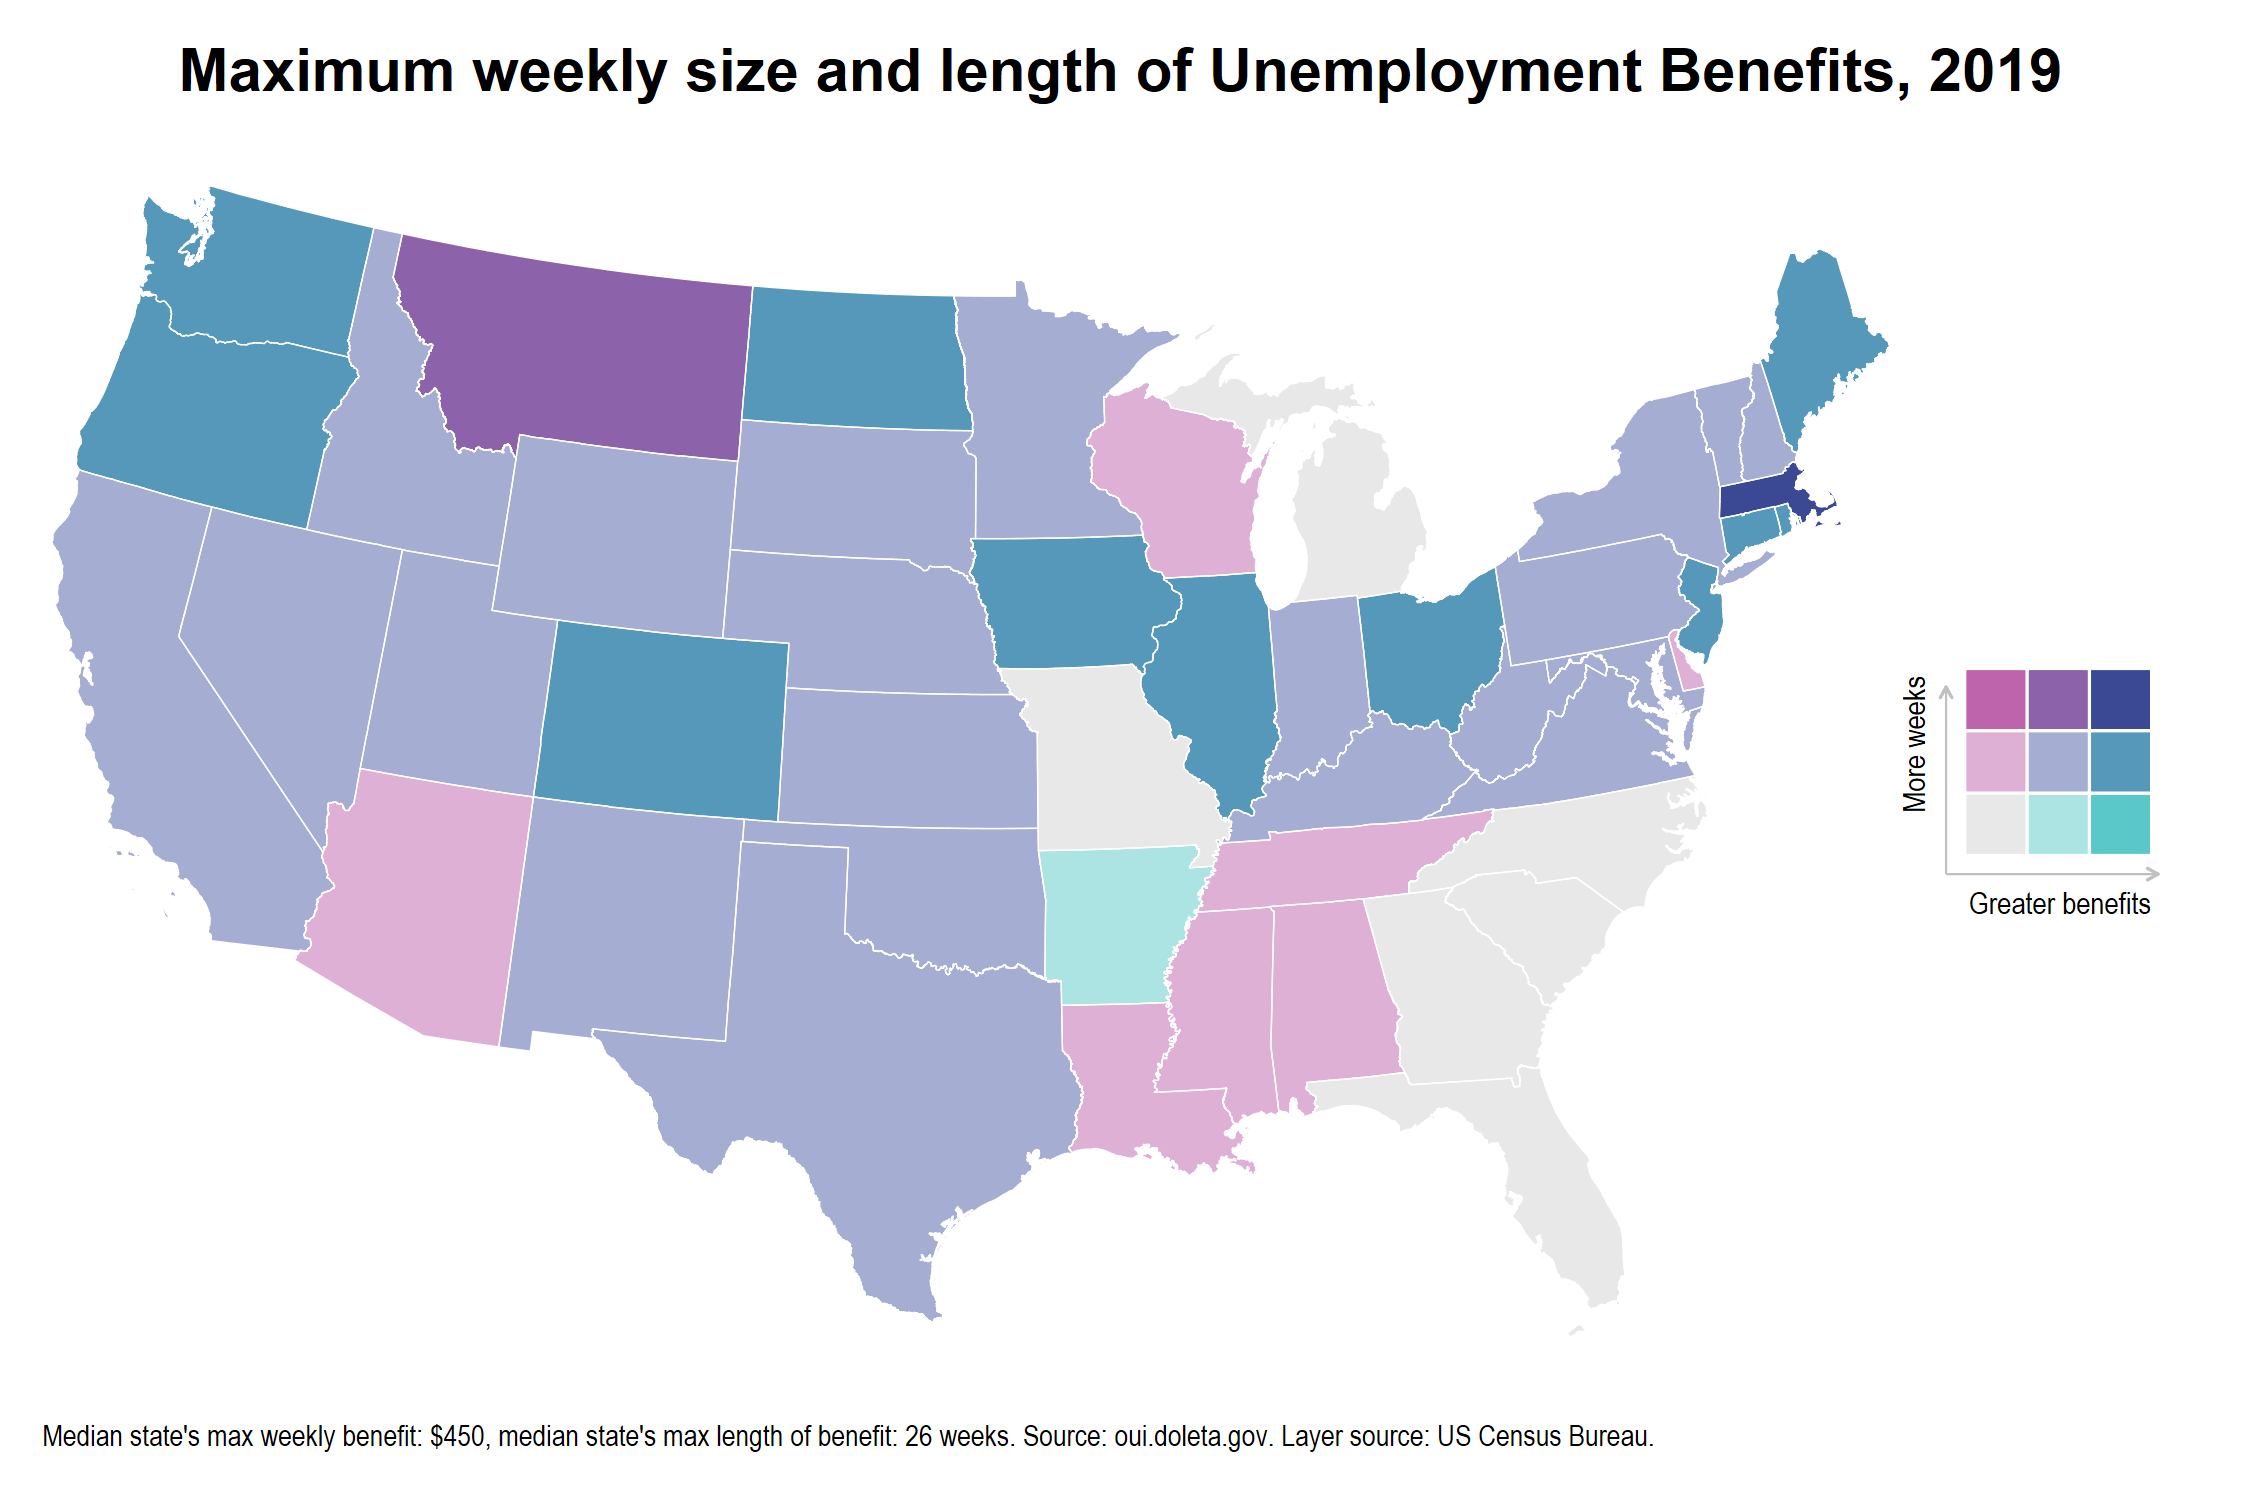 Maximum weekly size and length of Unemployment Benefits, 2019
More weeks
Greater benefits
Median state's max weekly benefit: $450, median state's max length of benefit: 26 weeks. Source: oui.doleta.gov. Layer source: US Census Bureau.